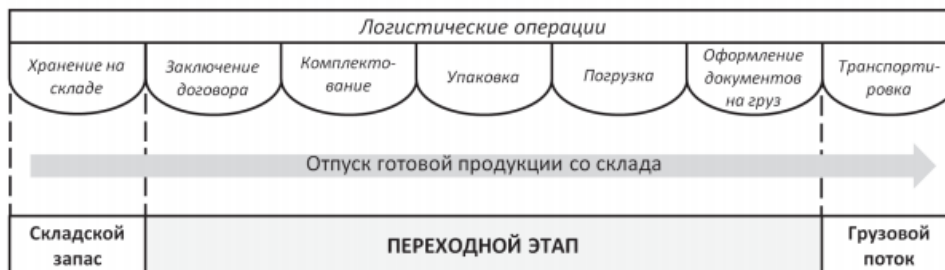 Логистические операции
Хранение на
складе
Заключение
договора
Комплекто-
вание
Упаковка
Погрузка
Оформление
документов
на груз
Транспорти-
ровка
Отпуск готовой продукции со склада
Складской
запас
ПЕРЕХОДНОЙ ЭТАП
Грузовой
поток